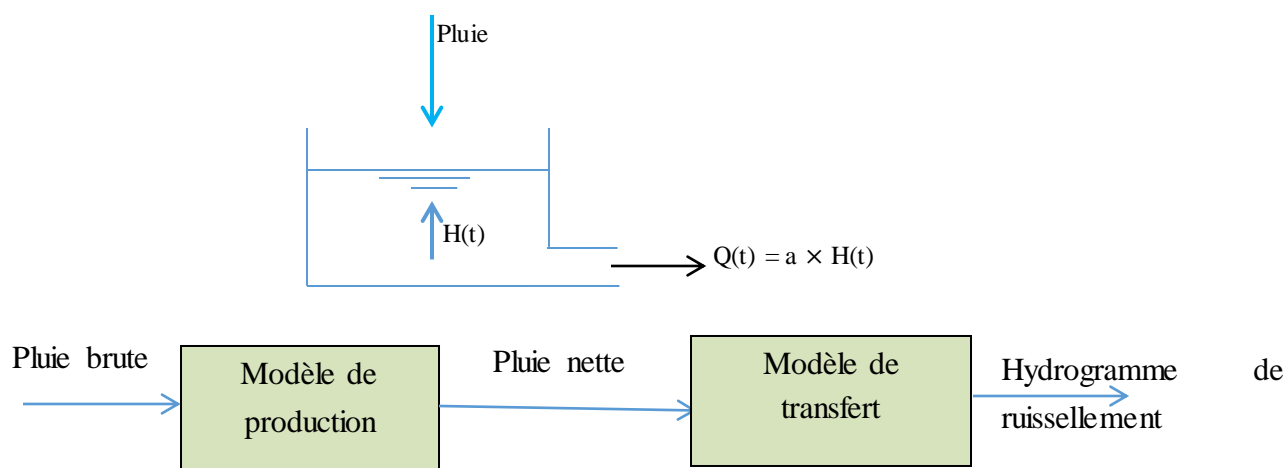 Pluie
H(t)
Q(t) = a × H(t)
Pluie brute
Modèle de
production
Pluie nette
Modèle de
transfert
Hydrogramme de
ruissellement